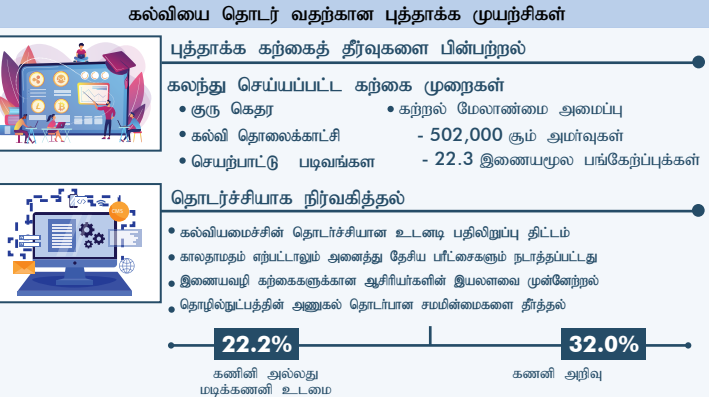 கல்வியை தொடர் வதற்கான புத்தாக்க முயற்சிகள்
புத்தாக்க கற்கைத் தீர்வுகளை பின்பற்றல்
கலந்து செய்யப்பட்ட கற்கை முறைகள்
• குரு கெதர
• கல்வி தொலைக்காட்சி
• செயற்பாட்டு படிவங்கள
• கற்றல் மேலாண்மை அமைப்பு
- 502,000 சூம் அமர்வுகள்
- 22.3 இணையமூல பங்கேற்ப்புக்கள்
தொடர்ச்சியாக நிர்வகித்தல்
• கல்வியமைச்சின் தொடர்ச்சியான உடனடி பதிலிறுப்பு திட்டம்
• காலதாமதம் எற்பட்டாலும் அனைத்து தேசிய பரீட்சைகளும் நடாத்தப்பட்டது
• இணையவழி கற்கைகளுக்கான ஆசிரியர்களின் இயலளவை முன்னேற்றல்
• தொழில்நுட்பத்தின் அணுகல் தொடர்பான சமமின்மைகளை தீர்த்தல்
22.2%
கணினி அல்லது
மடிக்கணனி உடமை
32.0%
கணனி அறிவு